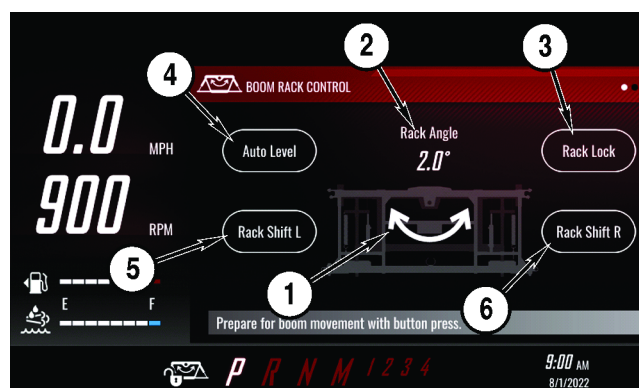 2
3
4
BOOM RACK CONTROL
0.0 MPH
Auto Level
Rack Angle
2.0°
Rack Lock
900 RPM
Rack Shift L
Rack Shift R
5
1
6
E F
Prepare for boom movement with button press.
P R N M 1 2 3 4
9:00 AM
8/1/2022